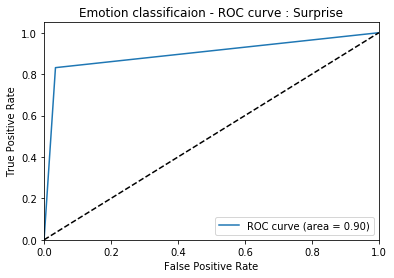 Emotion classificaion - ROC curve : Surprise
True Positive Rate
1.0
0.8
0.6
0.4
0.2
0.0
0.0 0.2 0.4 0.6 0.8 1.0
False Positive Rate
ROC curve (area = 0.90)